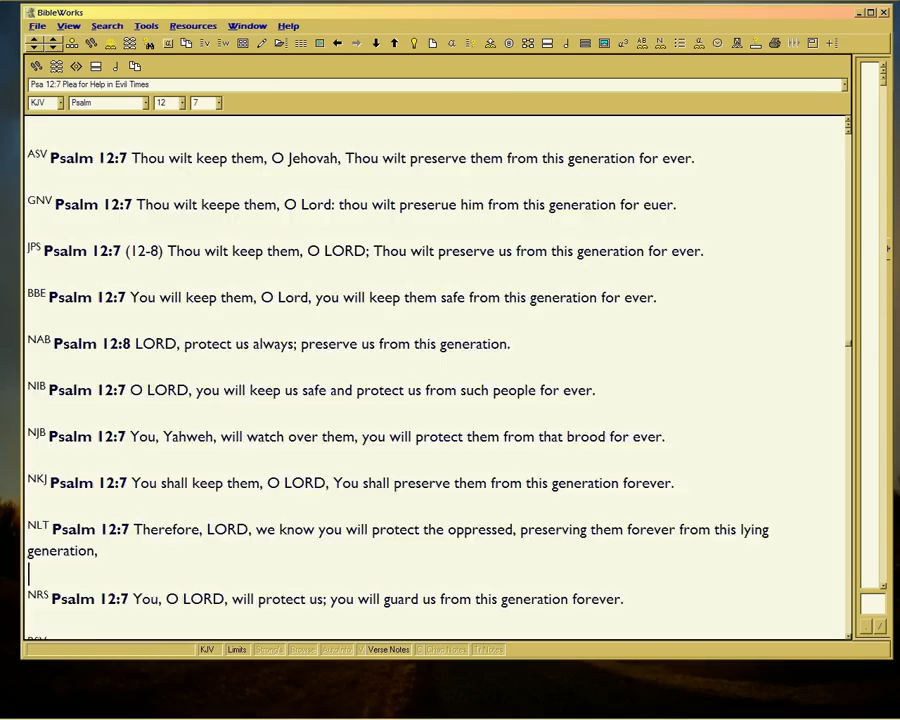 BibleWorks
File View Search Tools Resources Window Help
Psa 12:7 Plea for Help in Evil Times
KJV Psalm 12 7
ASV Psalm 12:7 Thou wilt keep them, O Jehovah, Thou wilt preserve them from this generation for ever.
GNV Psalm 12:7 Thou wilt keepe them, O Lord: thou wilt preserue him from this generation for euer.
JPS Psalm 12:7 (12-8) Thou wilt keep them, O LORD; Thou wilt preserve us from this generation for ever.
BBE Psalm 12:7 You will keep them, O Lord, you will keep them safe from this generation for ever.
NAB Psalm 12:8 LORD, protect us always; preserve us from this generation.
NIB Psalm 12:7 O LORD, you will keep us safe and protect us from such people for ever.
NJB Psalm 12:7 You, Yahweh, will watch over them, you will protect them from that brood for ever.
NKJ Psalm 12:7 You shall keep them, O LORD, You shall preserve them from this generation forever.
NLT Psalm 12:7 Therefore, LORD, we know you will protect the oppressed, preserving them forever from this lying
generation,
NRS Psalm 12:7 You, O LORD, will protect us; you will guard us from this generation forever.
KJV Limits Strong's Browse AutoInfo Verse Notes Chap Notes